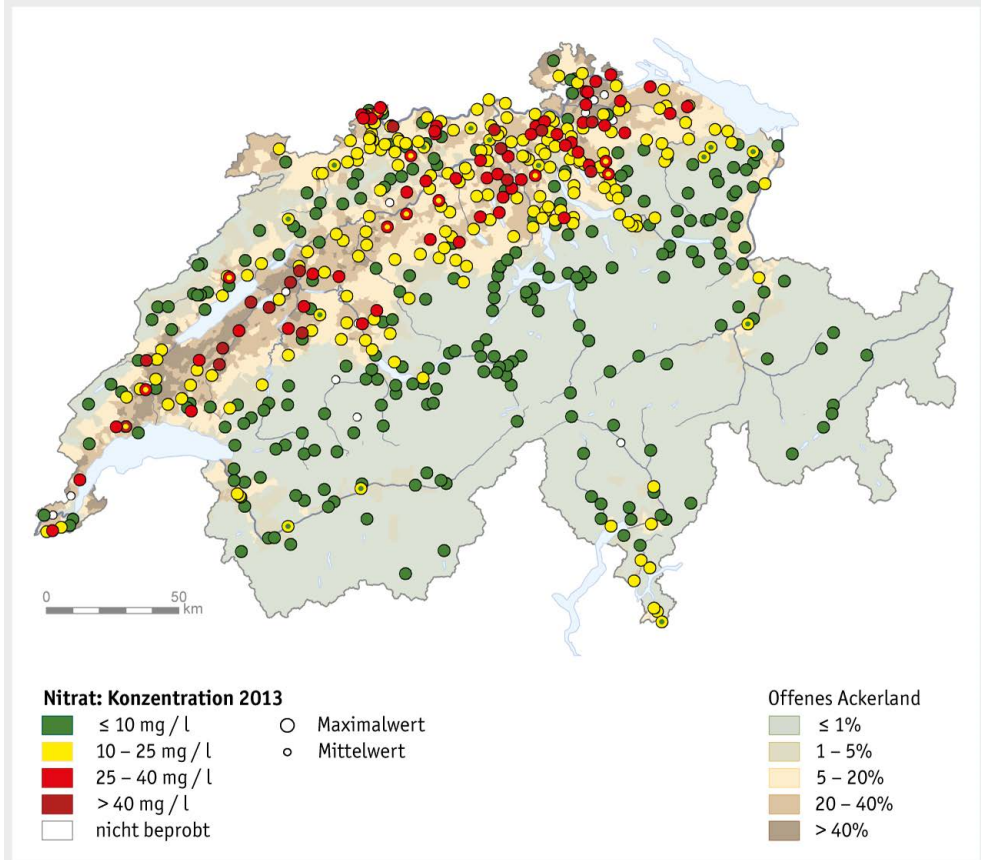 0 50
km
Nitrat: Konzentration 2013
≤ 10 mg / l
10 – 25 mg / l
25 – 40 mg / l
> 40 mg / l
nicht beprobt
Maximalwert
Mittelwert
Offenes Ackerland
≤ 1%
1 – 5%
5 – 20%
20 – 40%
> 40%